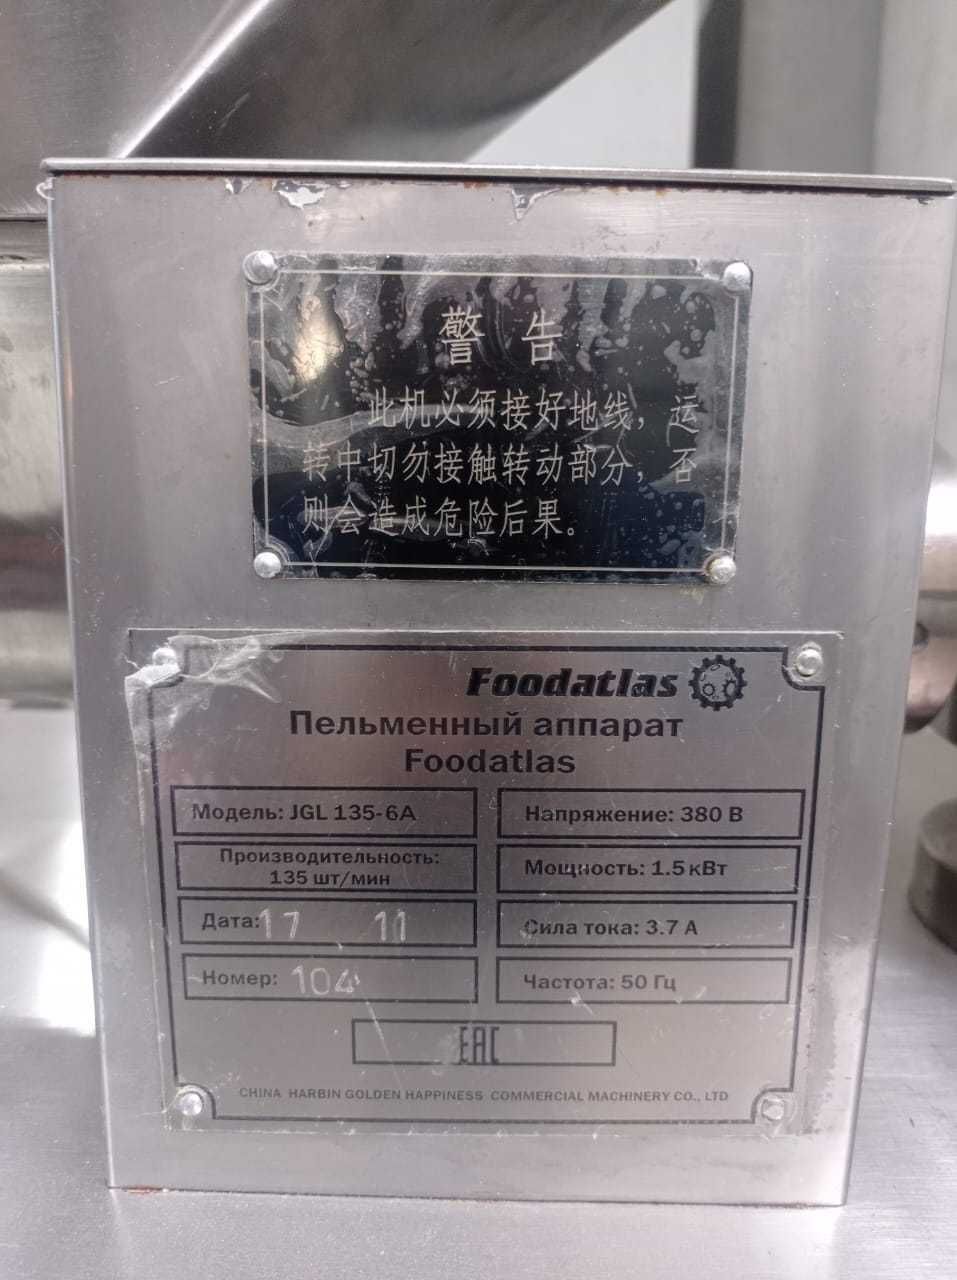 警 告
此机必须接好地线，运
转中切勿接触转动部分，否
则会造成危险后果。
Foodatlas
Пельменный аппарат
Foodatlas
Модель: JGL 135-6A
Напряжение: 380 В
Производительность:
135 шт/мин
Мощность: 1.5 кВт
Дата: 17 11
Сила тока: 3.7 А
Номер: 104
Частота: 50 Гц
EAC
CHINA HARBIN GOLDEN HAPPINESS COMMERCIAL MACHINERY CO., LTD